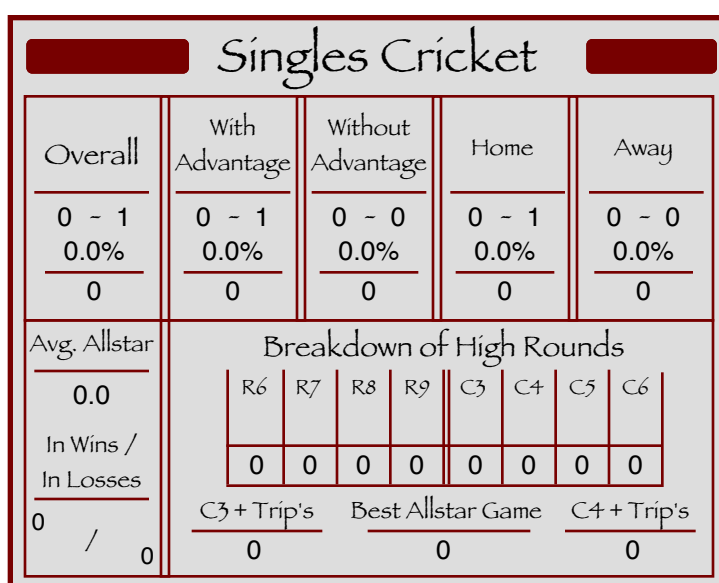 Singles Cricket
Overall
With
Advantage
Without
Advantage
Home
Away
0 ~ 1
0 ~ 1
0 ~ 0
0 ~ 1
0 ~ 0
0.0%
0.0%
0.0%
0.0%
0.0%
0
0
0
0
0
Avg. Allstar
0.0
In Wins /
In Losses
0 / 0
Breakdown of High Rounds
R6 R7 R8 R9 C3 C4 C5 C6
0 0 0 0 0 0 0 0
C3 + Trip's
Best Allstar Game
C4 + Trip's
0
0
0